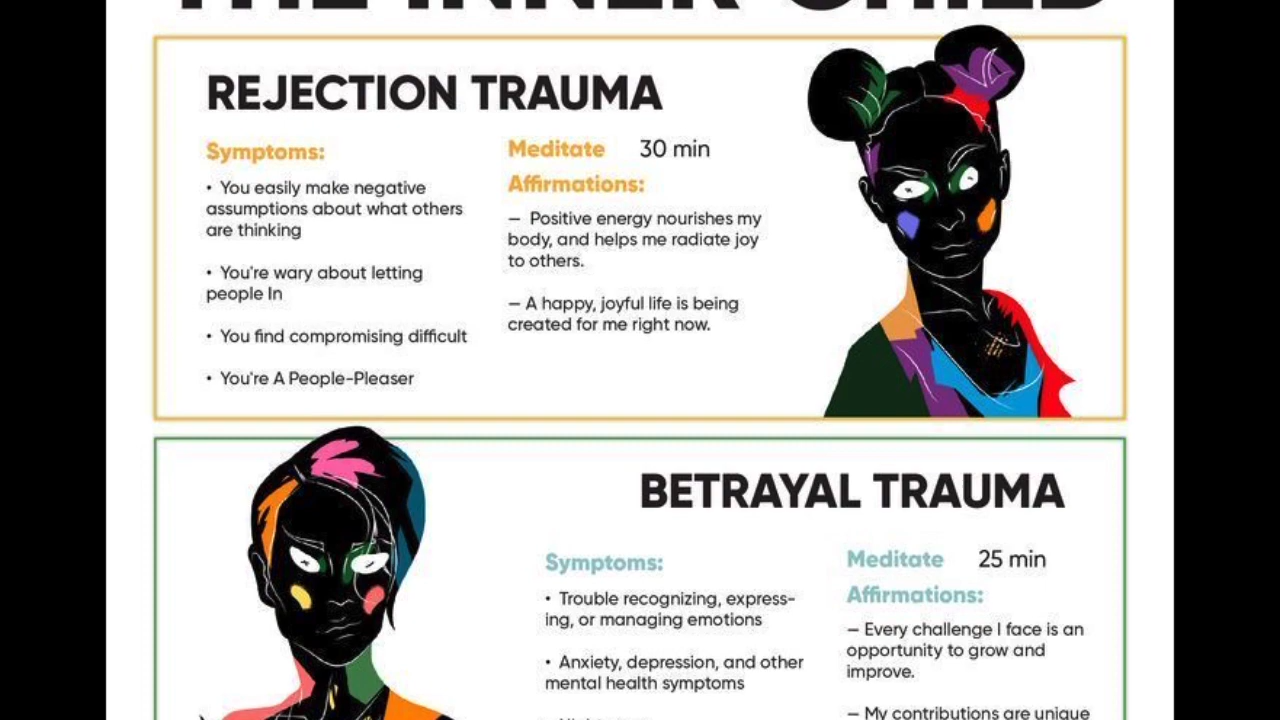 THE INNER CHILD
REJECTION TRAUMA
Symptoms:
• You easily make negative
assumptions about what others
are thinking
• You're wary about letting
people In
• You find compromising difficult
• You're A People-Pleaser
Meditate 30 min
Affirmations:
— Positive energy nourishes my
body, and helps me radiate joy
to others.
— A happy, joyful life is being
created for me right now.
BETRAYAL TRAUMA
Symptoms:
• Trouble recognizing, express-
ing, or managing emotions
• Anxiety, depression, and other
mental health symptoms
Meditate 25 min
Affirmations:
— Every challenge I face is an
opportunity to grow and
improve.
— My contributions are unique